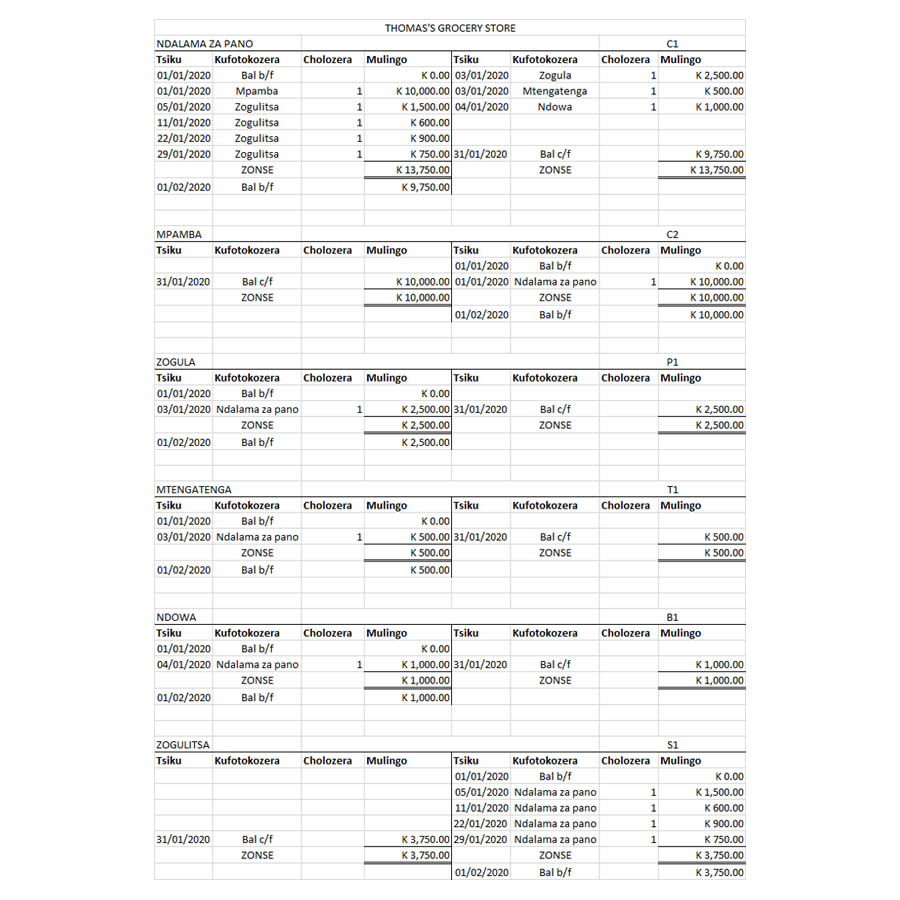 THOMAS'S GROCERY STORE
NDALAMA ZA PANO C1
Tsiku Kufotokozera Cholozera Mulingo Tsiku Kufotokozera Cholozera Mulingo
01/01/2020 Bal b/f K 0.00 03/01/2020 Zogula 1 K 2,500.00
01/01/2020 Mpamba 1 K 10,000.00 03/01/2020 Mtengatenga 1 K 500.00
05/01/2020 Zogulitsa 1 K 1,500.00 04/01/2020 Ndowa 1 K 1,000.00
11/01/2020 Zogulitsa 1 K 600.00
22/01/2020 Zogulitsa 1 K 900.00
29/01/2020 Zogulitsa 1 K 750.00 31/01/2020 Bal c/f K 9,750.00
ZONSE K 13,750.00 ZONSE K 13,750.00
01/02/2020 Bal b/f K 9,750.00
MPAMBA C2
Tsiku Kufotokozera Cholozera Mulingo Tsiku Kufotokozera Cholozera Mulingo
01/01/2020 Bal b/f K 0.00
31/01/2020 Bal c/f K 10,000.00 01/01/2020 Ndalama za pano 1 K 10,000.00
ZONSE K 10,000.00 ZONSE K 10,000.00
01/02/2020 Bal b/f K 10,000.00
ZOGULA P1
Tsiku Kufotokozera Cholozera Mulingo Tsiku Kufotokozera Cholozera Mulingo
01/01/2020 Bal b/f K 0.00
03/01/2020 Ndalama za pano 1 K 2,500.00 31/01/2020 Bal c/f K 2,500.00
ZONSE K 2,500.00 ZONSE K 2,500.00
01/02/2020 Bal b/f K 2,500.00
MTENGATENGA T1
Tsiku Kufotokozera Cholozera Mulingo Tsiku Kufotokozera Cholozera Mulingo
01/01/2020 Bal b/f K 0.00
03/01/2020 Ndalama za pano 1 K 500.00 31/01/2020 Bal c/f K 500.00
ZONSE K 500.00 ZONSE K 500.00
01/02/2020 Bal b/f K 500.00
NDOWA B1
Tsiku Kufotokozera Cholozera Mulingo Tsiku Kufotokozera Cholozera Mulingo
01/01/2020 Bal b/f K 0.00
04/01/2020 Ndalama za pano 1 K 1,000.00 31/01/2020 Bal c/f K 1,000.00
ZONSE K 1,000.00 ZONSE K 1,000.00
01/02/2020 Bal b/f K 1,000.00
ZOGULITSA S1
Tsiku Kufotokozera Cholozera Mulingo Tsiku Kufotokozera Cholozera Mulingo
01/01/2020 Bal b/f K 0.00
05/01/2020 Ndalama za pano 1 K 1,500.00
11/01/2020 Ndalama za pano 1 K 600.00
22/01/2020 Ndalama za pano 1 K 900.00
31/01/2020 Bal c/f K 3,750.00 29/01/2020 Ndalama za pano 1 K 750.00
ZONSE K 3,750.00 ZONSE K 3,750.00
01/02/2020 Bal b/f K 3,750.00